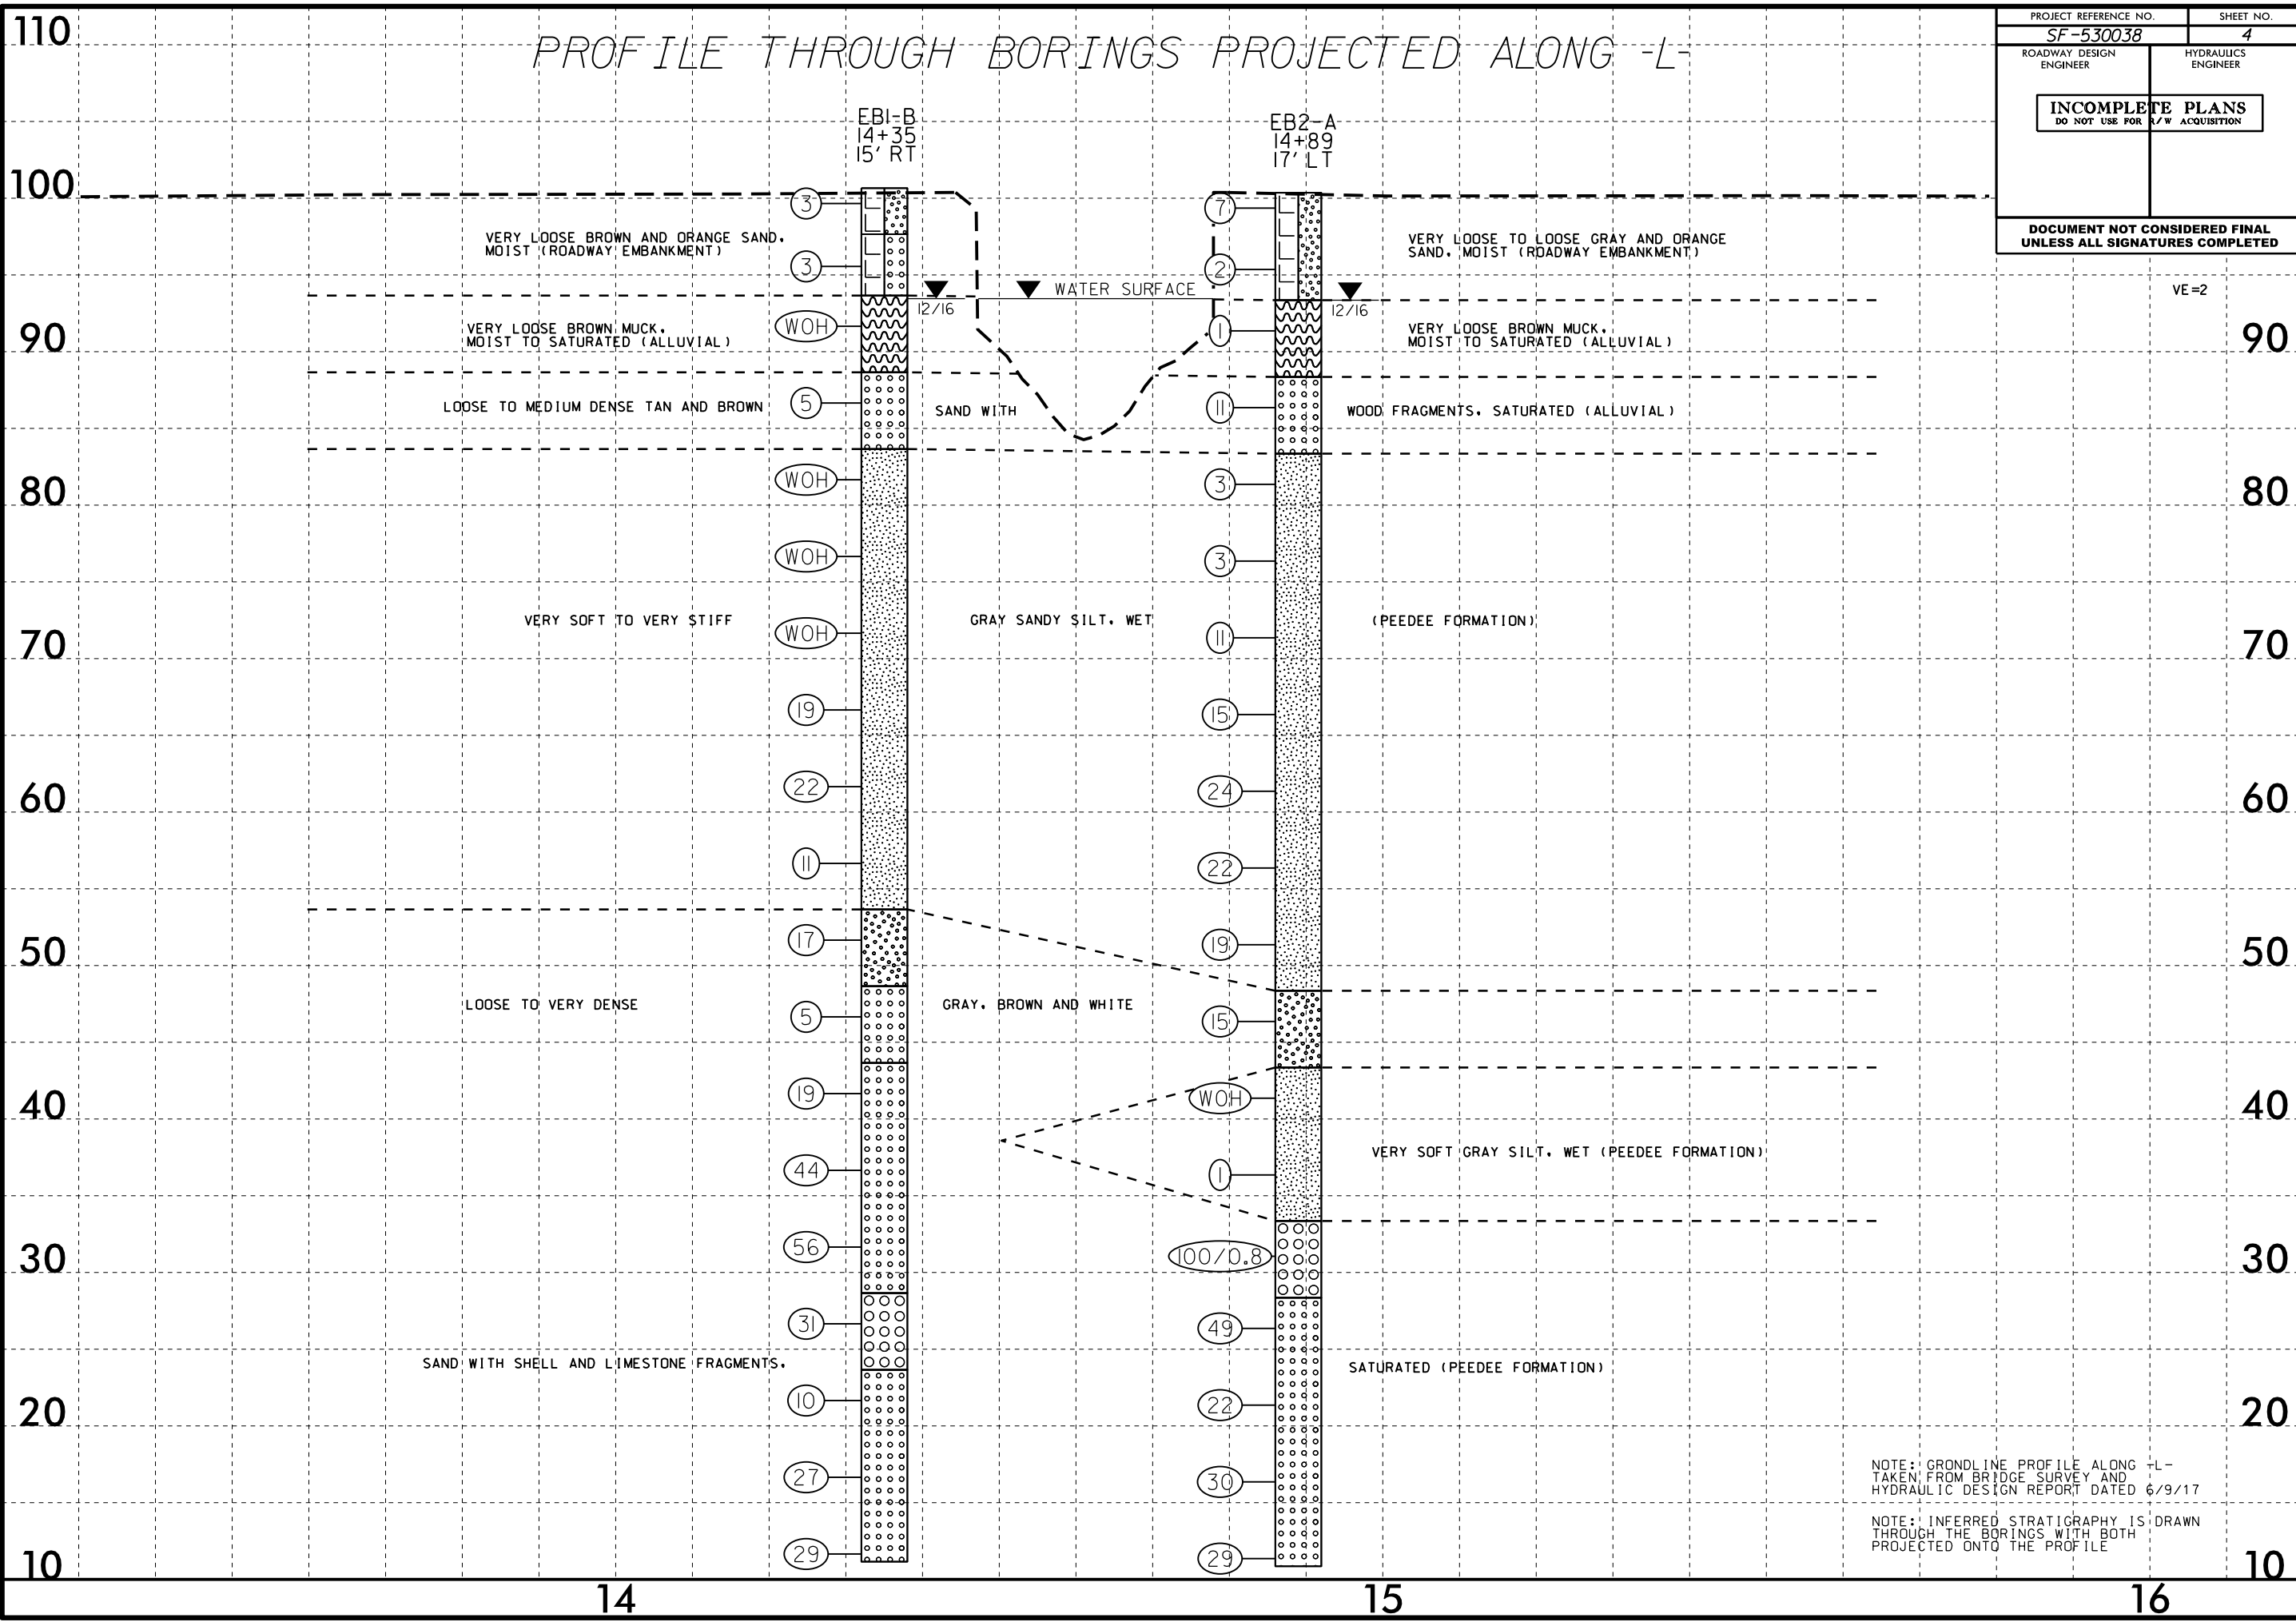 PROJECT REFERENCE NO.
SHEET NO.
SF-530038
4
ROADWAY DESIGN
ENGINEER
HYDRAULICS
ENGINEER
INCOMPLETE PLANS
DO NOT USE FOR R/W ACQUISITION
DOCUMENT NOT CONSIDERED FINAL
UNLESS ALL SIGNATURES COMPLETED
VE=2
PROFILE THROUGH BORINGS PROJECTED ALONG -L-
110
100
90
80
70
60
50
40
30
20
10
EB1-B
14+35
15' RT
3
3
WOH
5
WOH
WOH
WOH
19
22
11
17
5
19
44
56
31
10
27
29
EB2-A
14+89
17' LT
7
2
1
11
3
3
11
15
24
22
19
15
WOH
1
100/0.8
49
22
30
29
VERY LOOSE BROWN AND ORANGE SAND,
MOIST (ROADWAY EMBANKMENT)
VERY LOOSE TO LOOSE GRAY AND ORANGE
SAND, MOIST (ROADWAY EMBANKMENT)
12/16
WATER SURFACE
12/16
VERY LOOSE BROWN MUCK,
MOIST TO SATURATED (ALLUVIAL)
VERY LOOSE BROWN MUCK,
MOIST TO SATURATED (ALLUVIAL)
LOOSE TO MEDIUM DENSE TAN AND BROWN
SAND WITH
WOOD FRAGMENTS, SATURATED (ALLUVIAL)
VERY SOFT TO VERY STIFF
GRAY SANDY SILT, WET
(PEEDEE FORMATION)
LOOSE TO VERY DENSE
GRAY, BROWN AND WHITE
VERY SOFT GRAY SILT, WET (PEEDEE FORMATION)
SAND WITH SHELL AND LIMESTONE FRAGMENTS,
SATURATED (PEEDEE FORMATION)
90
80
70
60
50
40
30
20
10
NOTE: GRONDLINE PROFILE ALONG -L-
TAKEN FROM BRIDGE SURVEY AND
HYDRAULIC DESIGN REPORT DATED 6/9/17
NOTE: INFERRED STRATIGRAPHY IS DRAWN
THROUGH THE BORINGS WITH BOTH
PROJECTED ONTO THE PROFILE
14
15
16